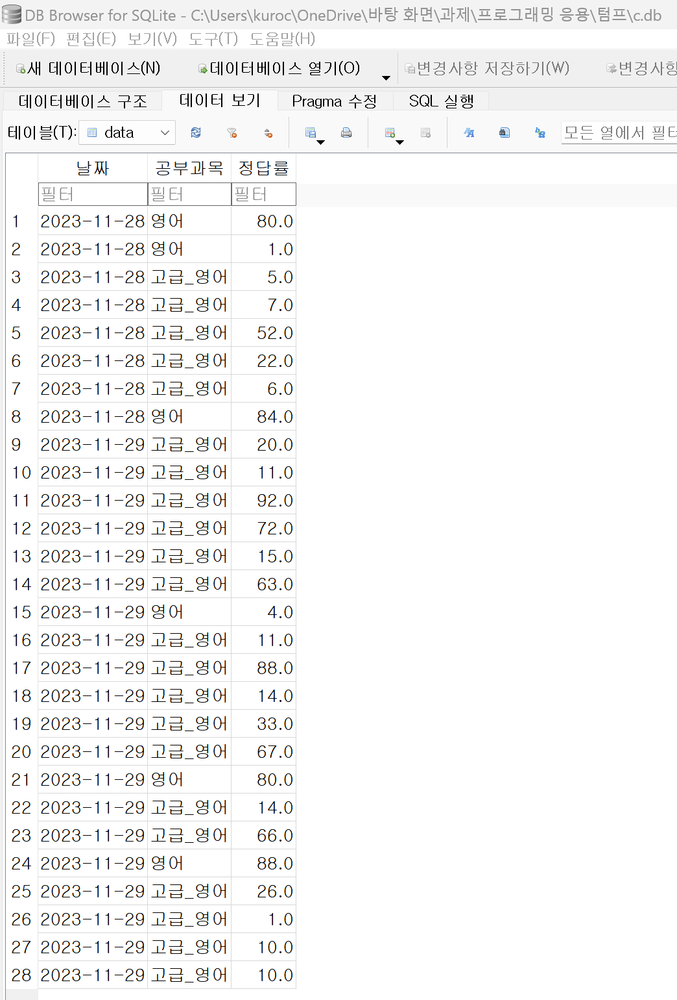 DB Browser for SQLite - C:\Users\kuroc\OneDrive\바탕 화면\과제\프로그래밍 응용\텀프\c.db
파일(F) 편집(E) 보기(V) 도구(T) 도움말(H)
새 데이터베이스(N) 데이터베이스 열기(O) 변경사항 저장하기(W) 변경사항
데이터베이스 구조 데이터 보기 Pragma 수정 SQL 실행
테이블(T): data 모든 열에서 필터
날짜 공부과목 정답률
필터 필터 필터
1 2023-11-28 영어 80.0
2 2023-11-28 영어 1.0
3 2023-11-28 고급_영어 5.0
4 2023-11-28 고급_영어 7.0
5 2023-11-28 고급_영어 52.0
6 2023-11-28 고급_영어 22.0
7 2023-11-28 고급_영어 6.0
8 2023-11-28 영어 84.0
9 2023-11-29 고급_영어 20.0
10 2023-11-29 고급_영어 11.0
11 2023-11-29 고급_영어 92.0
12 2023-11-29 고급_영어 72.0
13 2023-11-29 고급_영어 15.0
14 2023-11-29 고급_영어 63.0
15 2023-11-29 영어 4.0
16 2023-11-29 고급_영어 11.0
17 2023-11-29 고급_영어 88.0
18 2023-11-29 고급_영어 14.0
19 2023-11-29 고급_영어 33.0
20 2023-11-29 고급_영어 67.0
21 2023-11-29 영어 80.0
22 2023-11-29 고급_영어 14.0
23 2023-11-29 고급_영어 66.0
24 2023-11-29 영어 88.0
25 2023-11-29 고급_영어 26.0
26 2023-11-29 고급_영어 1.0
27 2023-11-29 고급_영어 10.0
28 2023-11-29 고급_영어 10.0